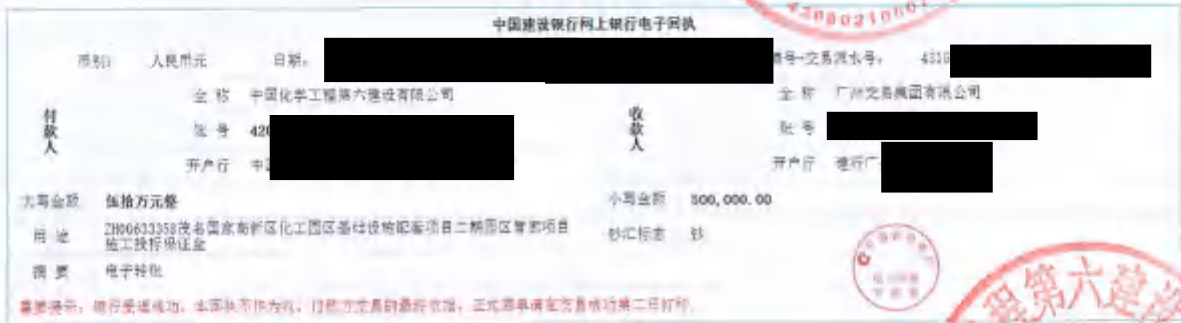 4208021000
中国建设银行网上银行电子回执
币别: 人民币元 日期: 账号-交易流水号: 4316
付款人 全称 中国化学工程第六建设有限公司 收款人 全称 广州交易集团有限公司
账号 420 账号
开户行 中 开户行 建行广
大写金额 伍拾万元整 小写金额 500,000.00
用途 ZH00633358茂名国家高新区化工园区基础设施配套项目二期园区管廊项目
施工投标保证金 钞汇标志 钞
摘要 电子转账
重要提示: 银行受理成功, 本回执不作为收、付款方交易的最终依据, 正式回单请在交易成功第二日打印。
程第六建设